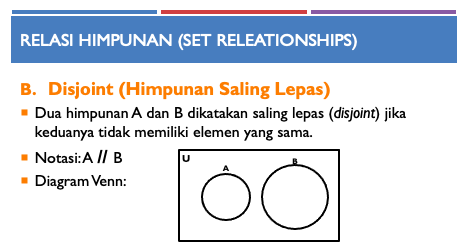 RELASI HIMPUNAN (SET RELEATIONSHIPS)
B. Disjoint (Himpunan Saling Lepas)
Dua himpunan A dan B dikatakan saling lepas (disjoint) jika
keduanya tidak memiliki elemen yang sama.
Notasi: A // B
Diagram Venn:
U
A
B